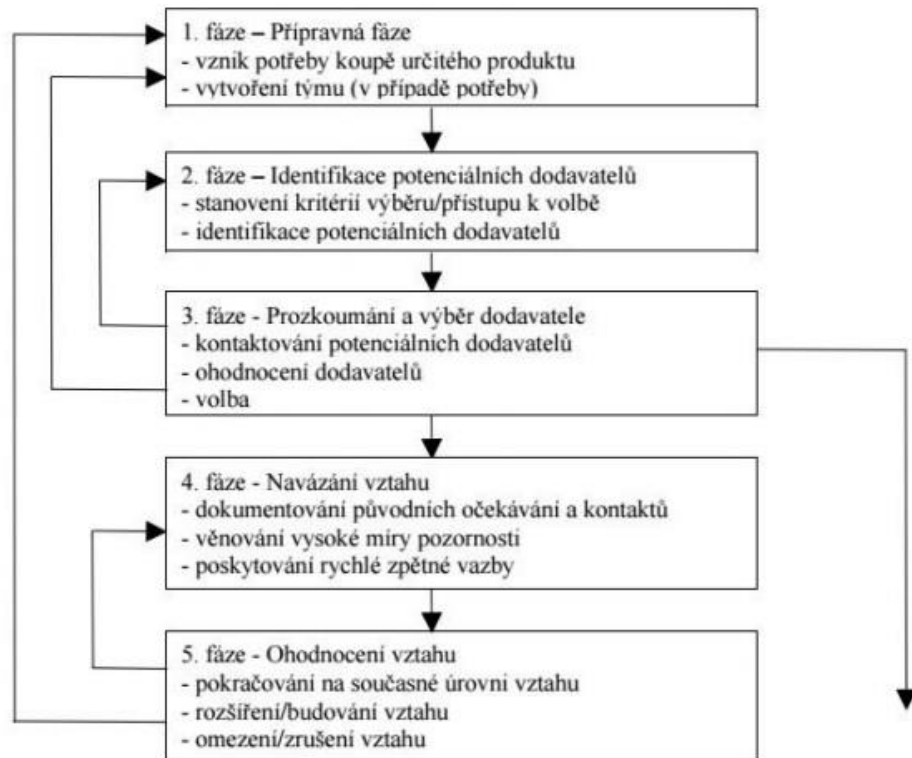 1. fáze – Přípravná fáze
- vznik potřeby koupě určitého produktu
- vytvoření týmu (v případě potřeby)
2. fáze – Identifikace potenciálních dodavatelů
- stanovení kritérií výběru/přístupu k volbě
- identifikace potenciálních dodavatelů
3. fáze - Prozkoumání a výběr dodavatele
- kontaktování potenciálních dodavatelů
- ohodnocení dodavatelů
- volba
4. fáze - Navázání vztahu
- dokumentování původních očekávání a kontaktů
- věnování vysoké míry pozornosti
- poskytování rychlé zpětné vazby
5. fáze - Ohodnocení vztahu
- pokračování na současné úrovní vztahu
- rozšíření/budování vztahu
- omezení/zrušení vztahu